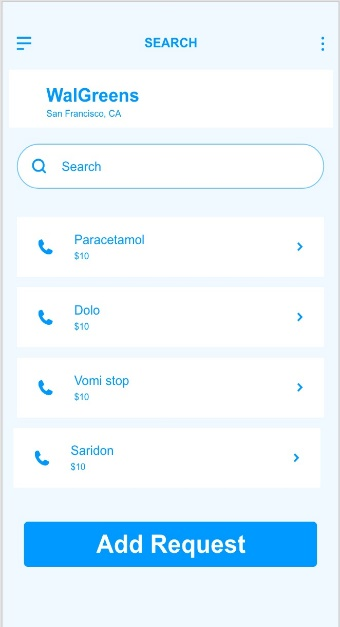 SEARCH
WalGreens
San Francisco, CA
Search
Paracetamol
$10
Dolo
$10
Vomi stop
$10
Saridon
$10
Add Request